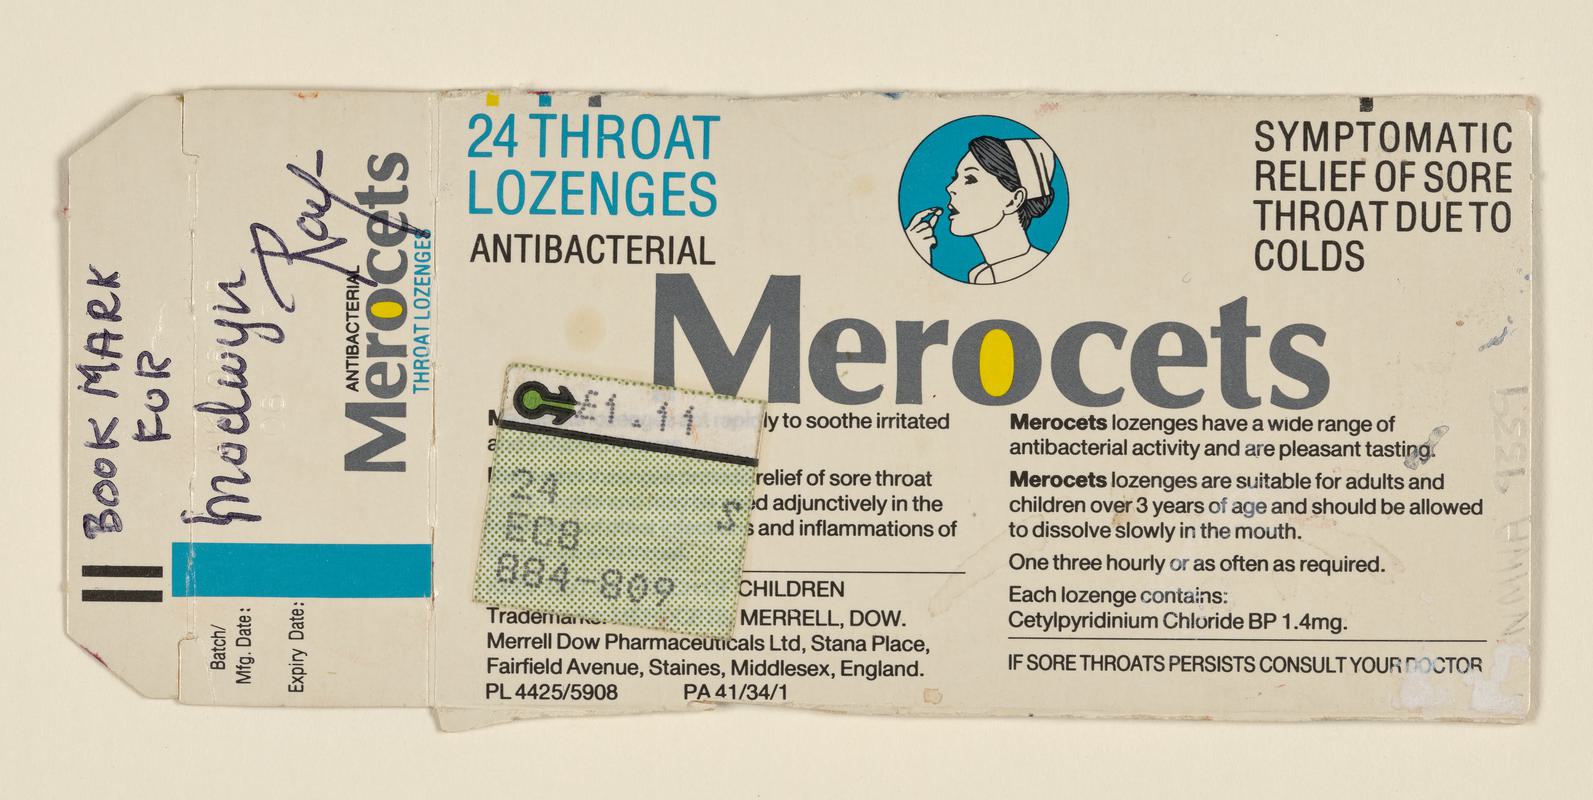 BOOK MARK
FOR
modwyn
Ray
ANTIBACTERIAL
Merocets
THROAT LOZENGES
Batch/
Mfg. Date:
Expiry Date:
24 THROAT
LOZENGES
ANTIBACTERIAL
SYMPTOMATIC
RELIEF OF SORE
THROAT DUE TO
COLDS
Merocets
£1.11
24
S
EC8
884-809
ly to soothe irritated
relief of sore throat
ed adjunctively in the
s and inflammations of
CHILDREN
Trademark: MERRELL, DOW.
Merrell Dow Pharmaceuticals Ltd, Stana Place,
Fairfield Avenue, Staines, Middlesex, England.
PL 4425/5908 PA 41/34/1
Merocets lozenges have a wide range of
antibacterial activity and are pleasant tasting.
Merocets lozenges are suitable for adults and
children over 3 years of age and should be allowed
to dissolve slowly in the mouth.
One three hourly or as often as required.
Each lozenge contains:
Cetylpyridinium Chloride BP 1.4mg.
IF SORE THROATS PERSISTS CONSULT YOUR DOCTOR